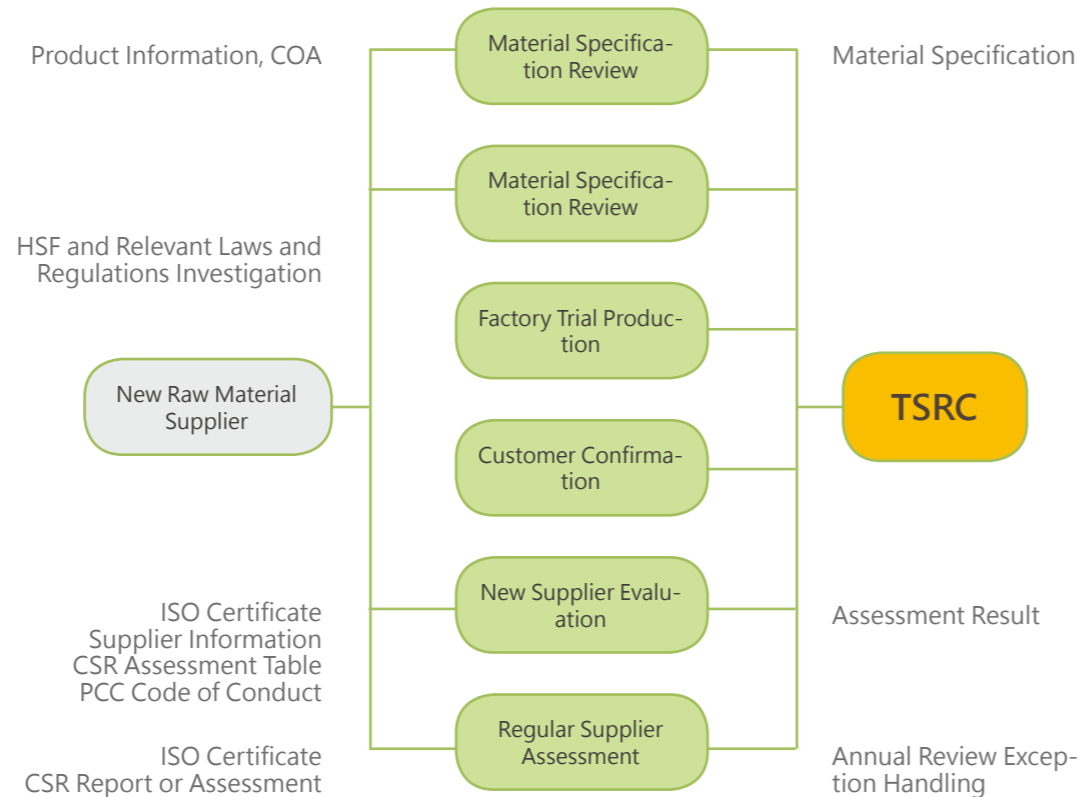 Product Information, COA
Material Specifica-
tion Review
Material Specification
Material Specifica-
tion Review
HSF and Relevant Laws and
Regulations Investigation
Factory Trial Produc-
tion
New Raw Material
Supplier
TSRC
Customer Confirma-
tion
ISO Certificate
Supplier Information
CSR Assessment Table
PCC Code of Conduct
New Supplier Evalu-
ation
Assessment Result
ISO Certificate
CSR Report or Assessment
Regular Supplier
Assessment
Annual Review Excep-
tion Handling